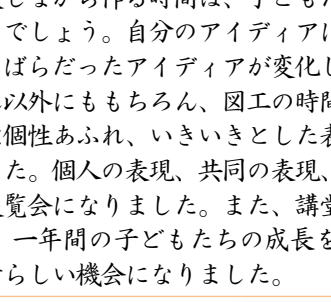 しながら作る時間は、子どもた
でしょう。自分のアイディアに
ばらだったアイディアが変化し
以外にももちろん、図工の時間
個性あふれ、いきいきとした表
た。個人の表現、共同の表現、
覧会になりました。また、講堂
一年間の子どもたちの成長を
らしい機会になりました。